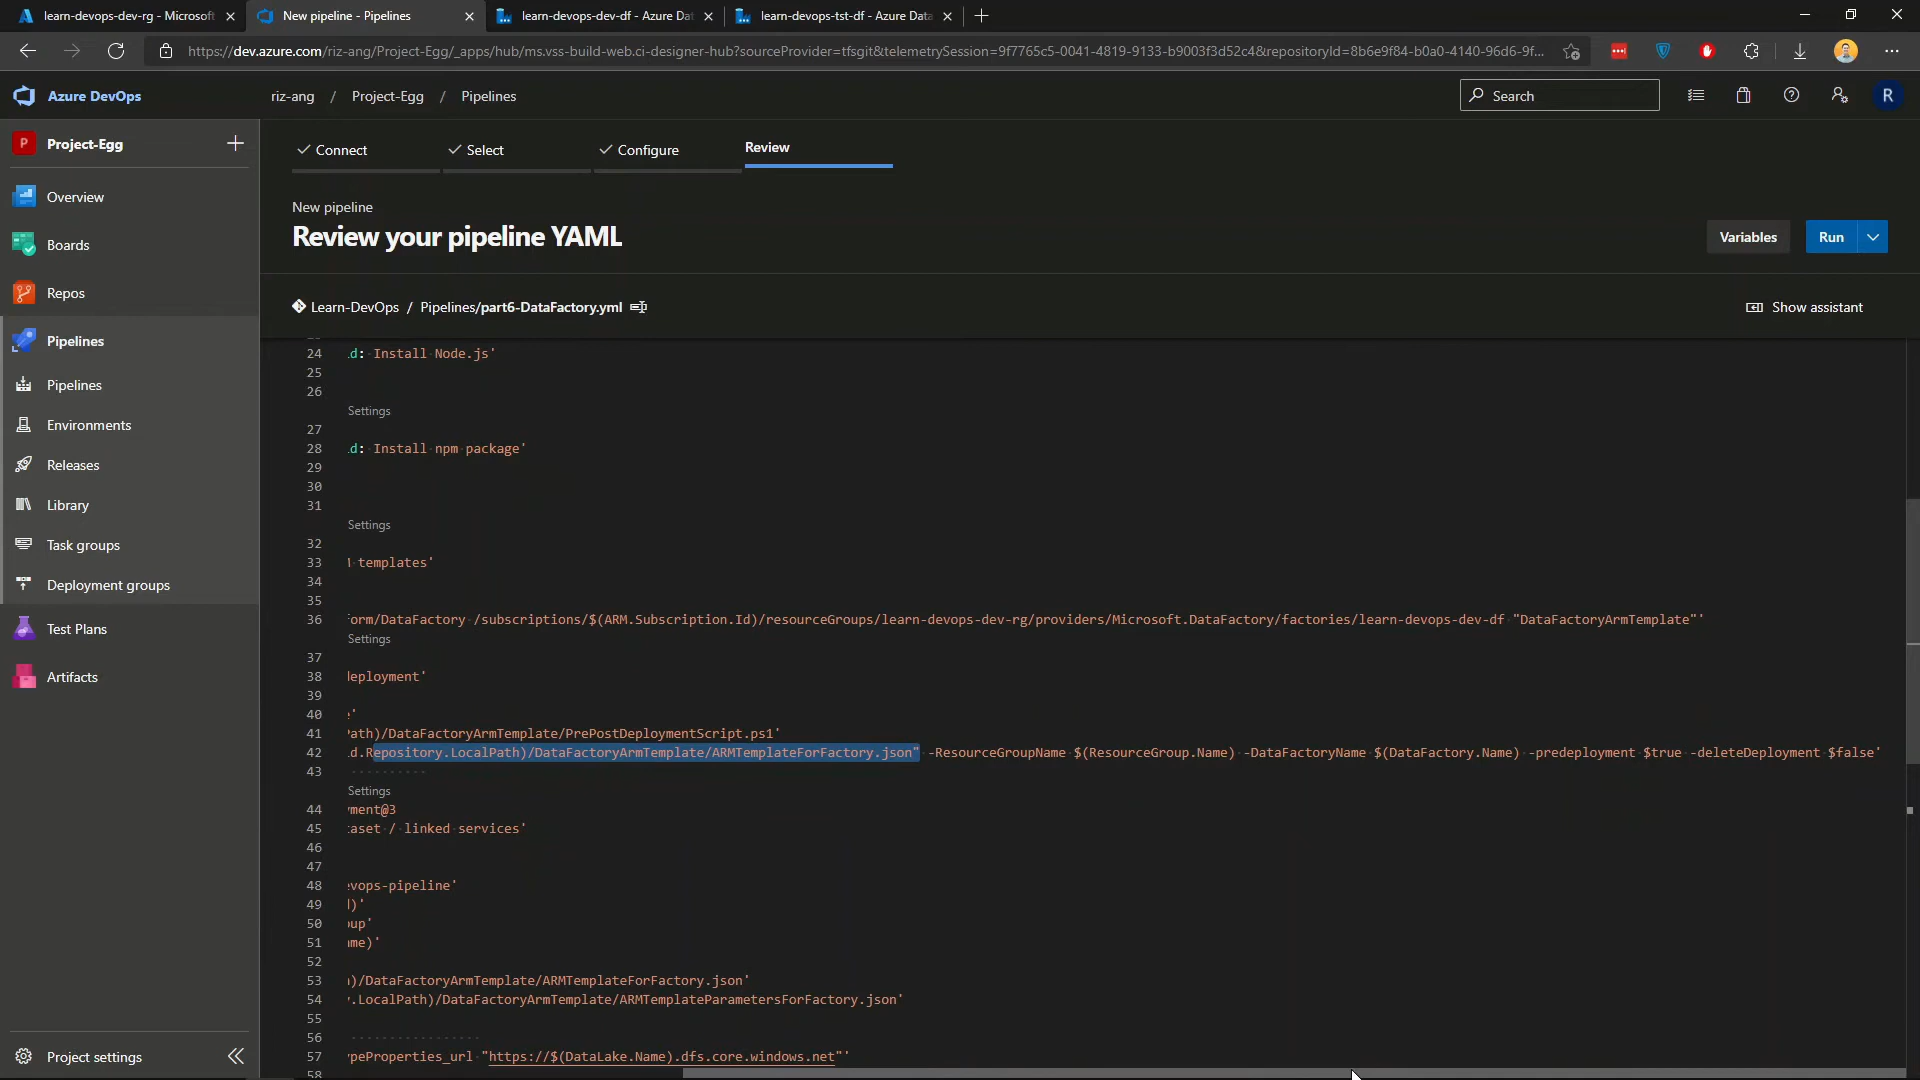 learn-devops-dev-rg - Microsoft
New pipeline - Pipelines
learn-devops-dev-df - Azure Dat
learn-devops-tst-df - Azure Data
https://dev.azure.com/riz-ang/Project-Egg/_apps/hub/ms.vss-build-web.ci-designer-hub?sourceProvider=tfsgit&telemetrySession=9f7765c5-0041-4819-9133-b9003f3d52c4&repositoryId=8b6e9f84-b0a0-4140-96d6-9f...
Azure DevOps
riz-ang / Project-Egg / Pipelines
Search
R
P Project-Egg
Overview
Boards
Repos
Pipelines
Pipelines
Environments
Releases
Library
Task groups
Deployment groups
Test Plans
Artifacts
Project settings
Connect
Select
Configure
Review
New pipeline
Review your pipeline YAML
Variables
Run
Learn-DevOps / Pipelines/part6-DataFactory.yml
Show assistant
24 d: Install Node.js'
25
26
Settings
27
28 d: Install npm package'
29
30
31
Settings
32
33 templates'
34
35
36 orm/DataFactory /subscriptions/$(ARM.Subscription.Id)/resourceGroups/learn-devops-dev-rg/providers/Microsoft.DataFactory/factories/learn-devops-dev-df "DataFactoryArmTemplate"'
Settings
37
38 eployment'
39
40 '
41 ath)/DataFactoryArmTemplate/PrePostDeploymentScript.ps1'
42 d.Repository.LocalPath)/DataFactoryArmTemplate/ARMTemplateForFactory.json" -ResourceGroupName $(ResourceGroup.Name) -DataFactoryName $(DataFactory.Name) -predeployment $true -deleteDeployment $false'
43
Settings
44 ment@3
45 aset / linked services'
46
47
48 vops-pipeline'
49 )'
50 up'
51 me)'
52
53 )/DataFactoryArmTemplate/ARMTemplateForFactory.json'
54 .LocalPath)/DataFactoryArmTemplate/ARMTemplateParametersForFactory.json'
55
56
57 peProperties_url "https://$(DataLake.Name).dfs.core.windows.net"'
58